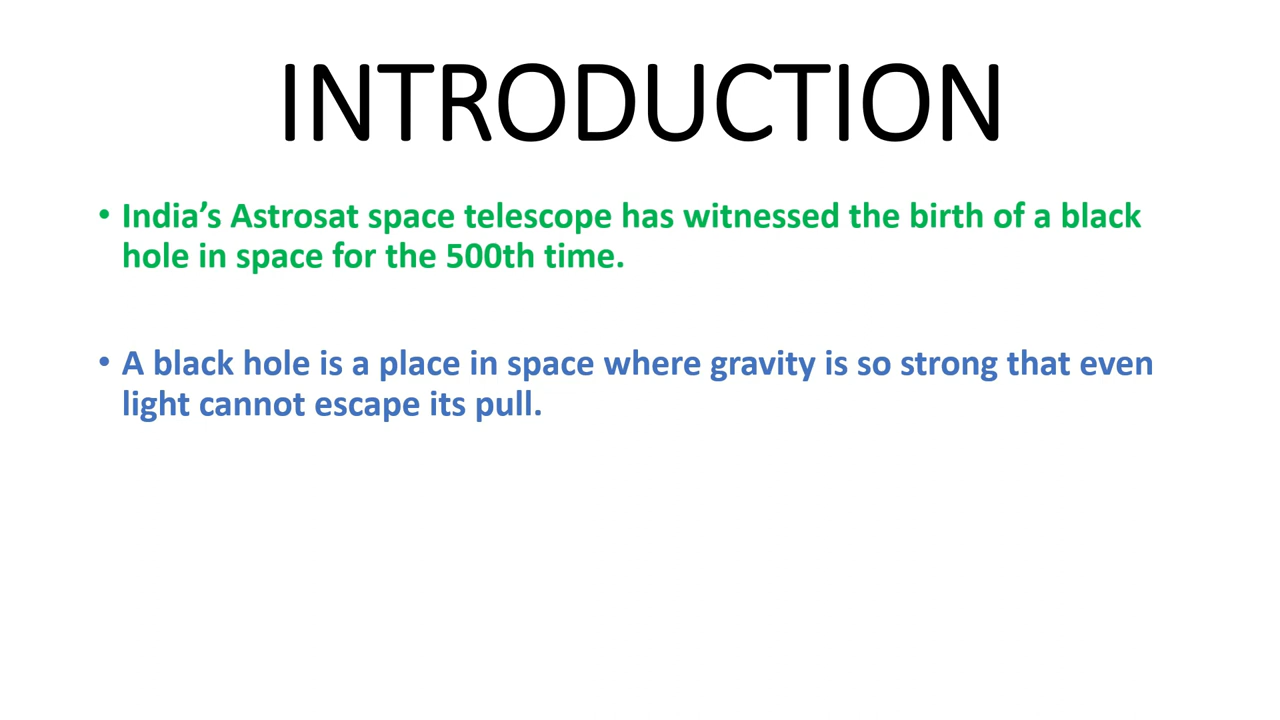 INTRODUCTION
• India’s Astrosat space telescope has witnessed the birth of a black
hole in space for the 500th time.
• A black hole is a place in space where gravity is so strong that even
light cannot escape its pull.